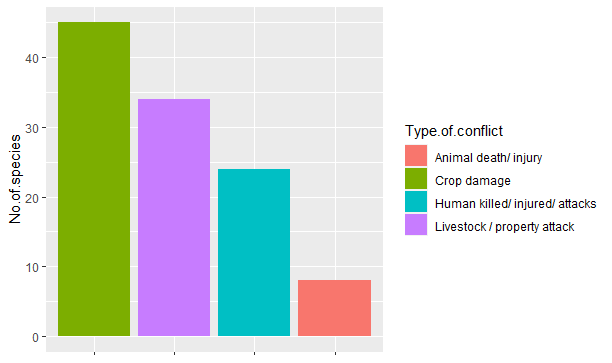 No.of.species
40
30
20
10
0
Type.of.conflict
Animal death/ injury
Crop damage
Human killed/ injured/ attacks
Livestock / property attack